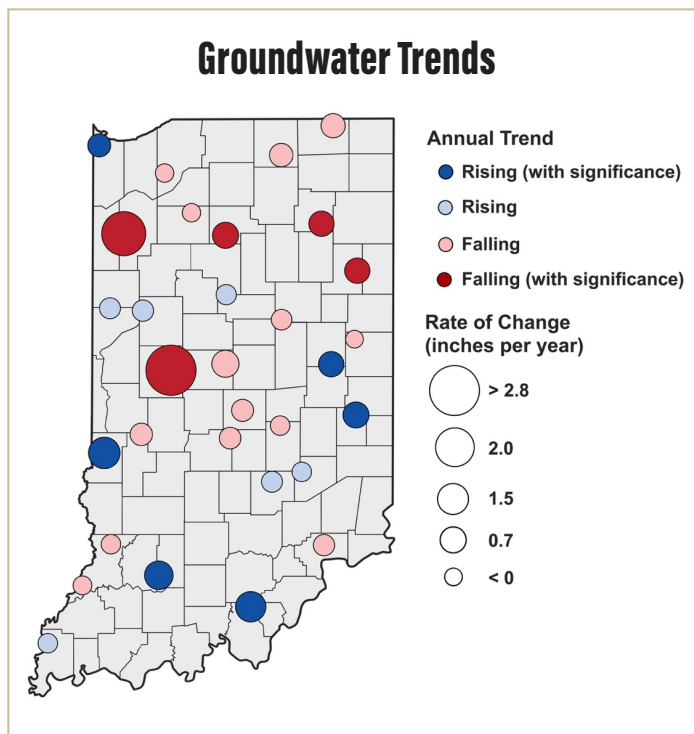 Groundwater Trends
Annual Trend
Rising (with significance)
Rising
Falling
Falling (with significance)
Rate of Change
(inches per year)
> 2.8
2.0
1.5
0.7
< 0